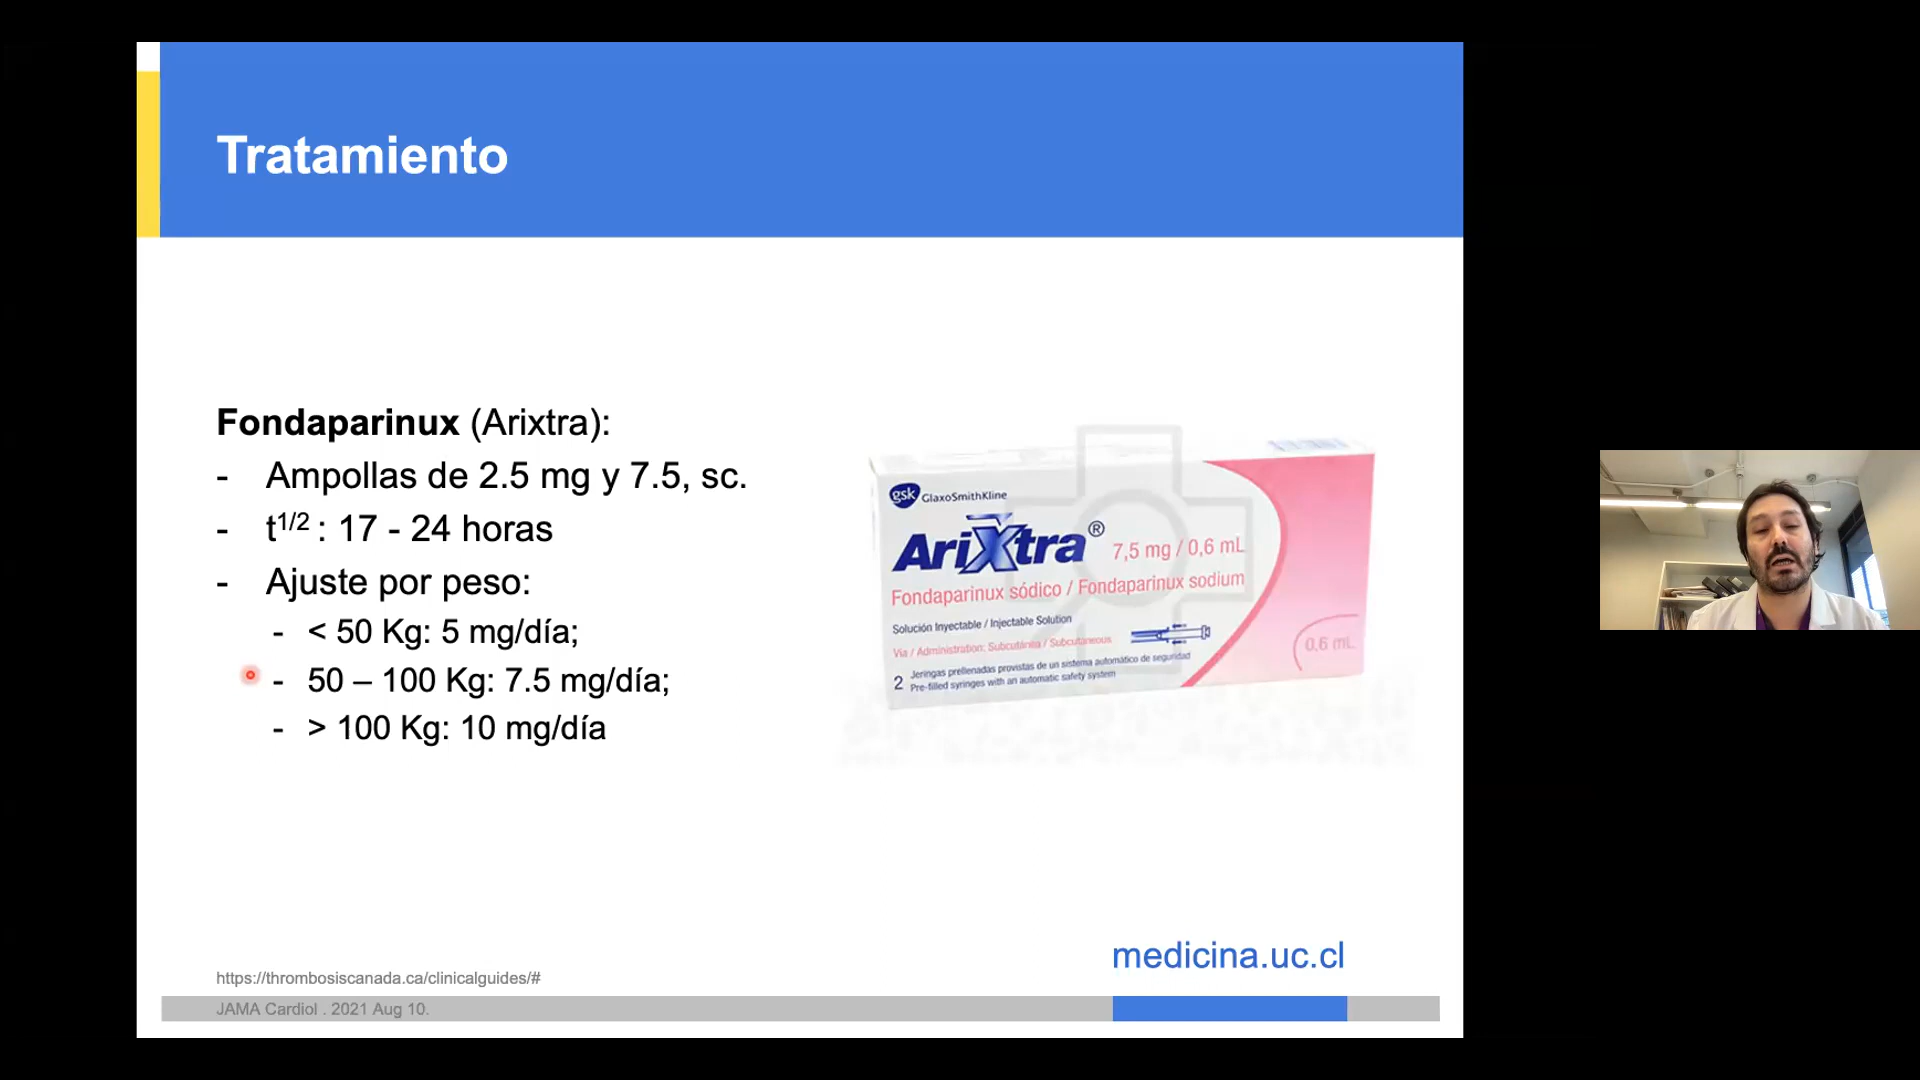 Tratamiento
Fondaparinux (Arixtra):
- Ampollas de 2.5 mg y 7.5, sc.
- t1/2 : 17 - 24 horas
- Ajuste por peso:
- < 50 Kg: 5 mg/día;
- 50 – 100 Kg: 7.5 mg/día;
- > 100 Kg: 10 mg/día
gsk GlaxoSmithKline
AriXtra® 7,5 mg / 0,6 mL
Fondaparinux sódico / Fondaparinux sodium
Solución Inyectable / Injectable Solution
Vía / Administration: Subcutánea / Subcutaneous
2 Jeringas prellenadas provistas de un sistema automático de seguridad
Pre-filled syringes with an automatic safety system
0,6 mL
medicina.uc.cl
https://thrombosiscanada.ca/clinicalguides/#
JAMA Cardiol . 2021 Aug 10.